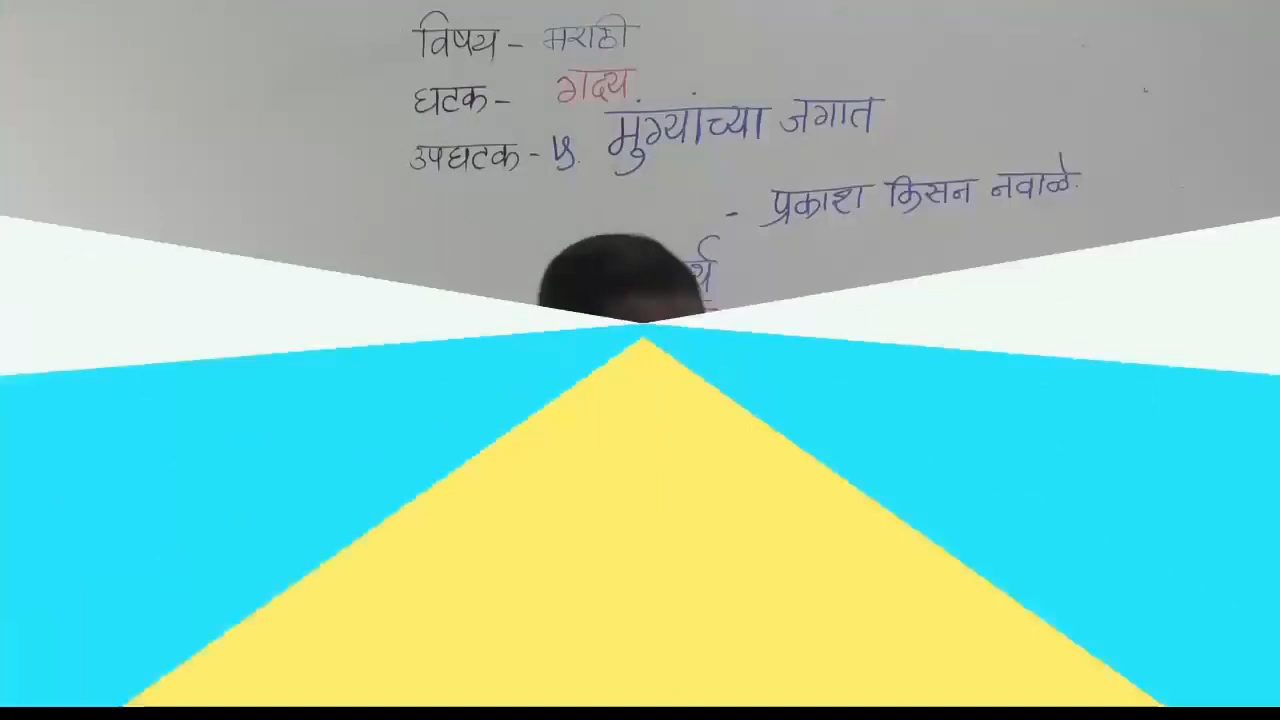 विषय - मराठी
घटक - गद्य.
उपघटक - ५. मुंग्यांच्या जगात
- प्रकाश किसन नवाळे.